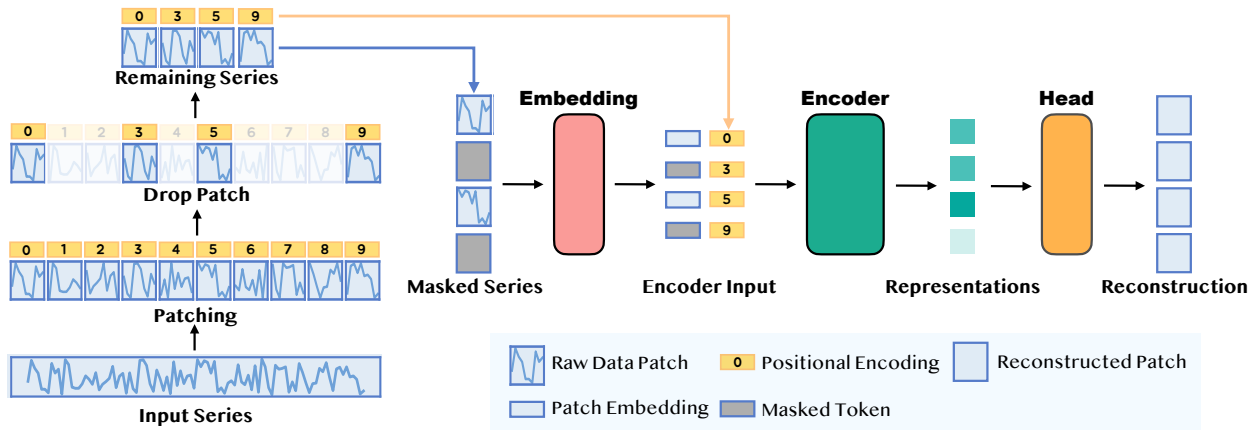 0 3 5 9
Remaining Series
0 1 2 3 4 5 6 7 8 9
Drop Patch
0 1 2 3 4 5 6 7 8 9
Patching
Input Series
Masked Series
Embedding
0
3
5
9
Encoder Input
Encoder
Representations
Head
Reconstruction
Raw Data Patch
0 Positional Encoding
Reconstructed Patch
Patch Embedding
Masked Token